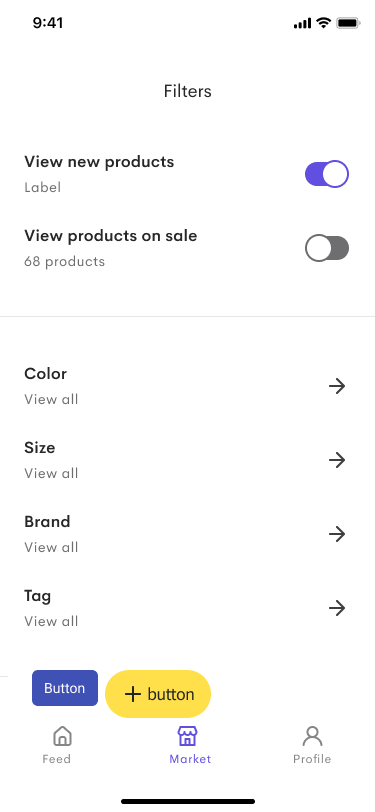 9:41
Filters
View new products
Label
View products on sale
68 products
Color
View all
Size
View all
Brand
View all
Tag
View all
Button
button
Feed
Market
Profile